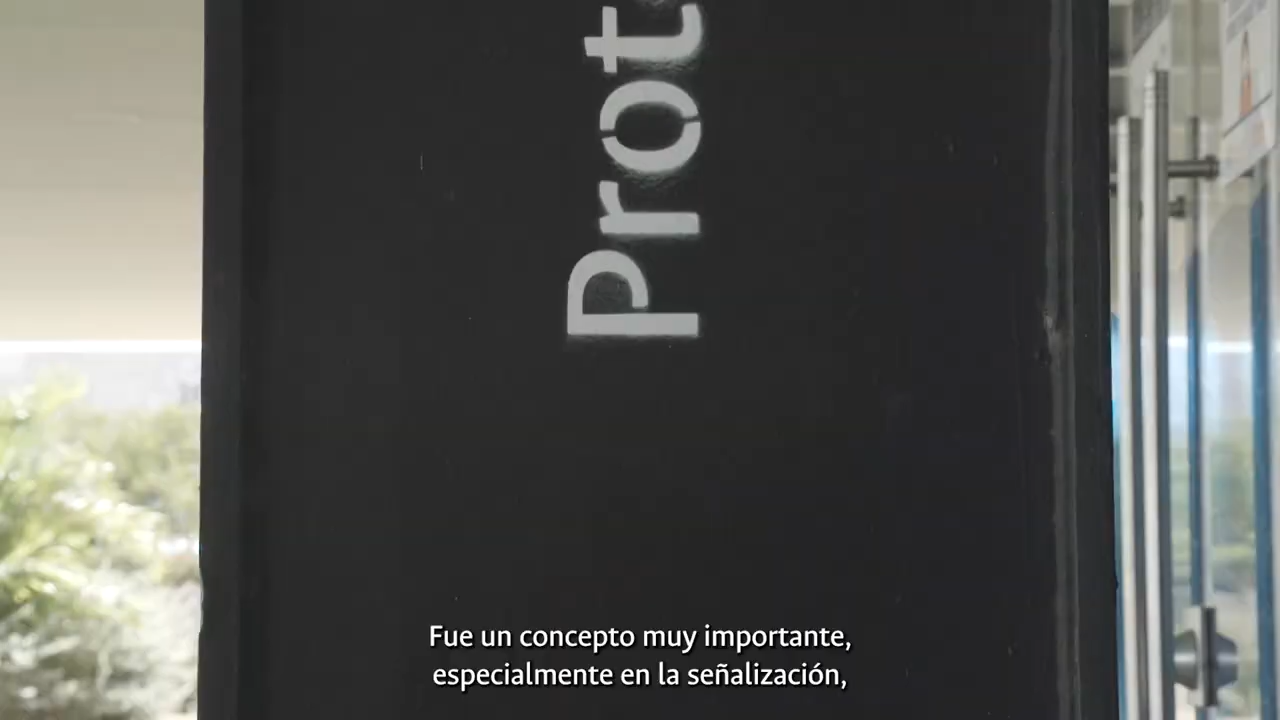 Prot
Fue un concepto muy importante,
especialmente en la señalización,